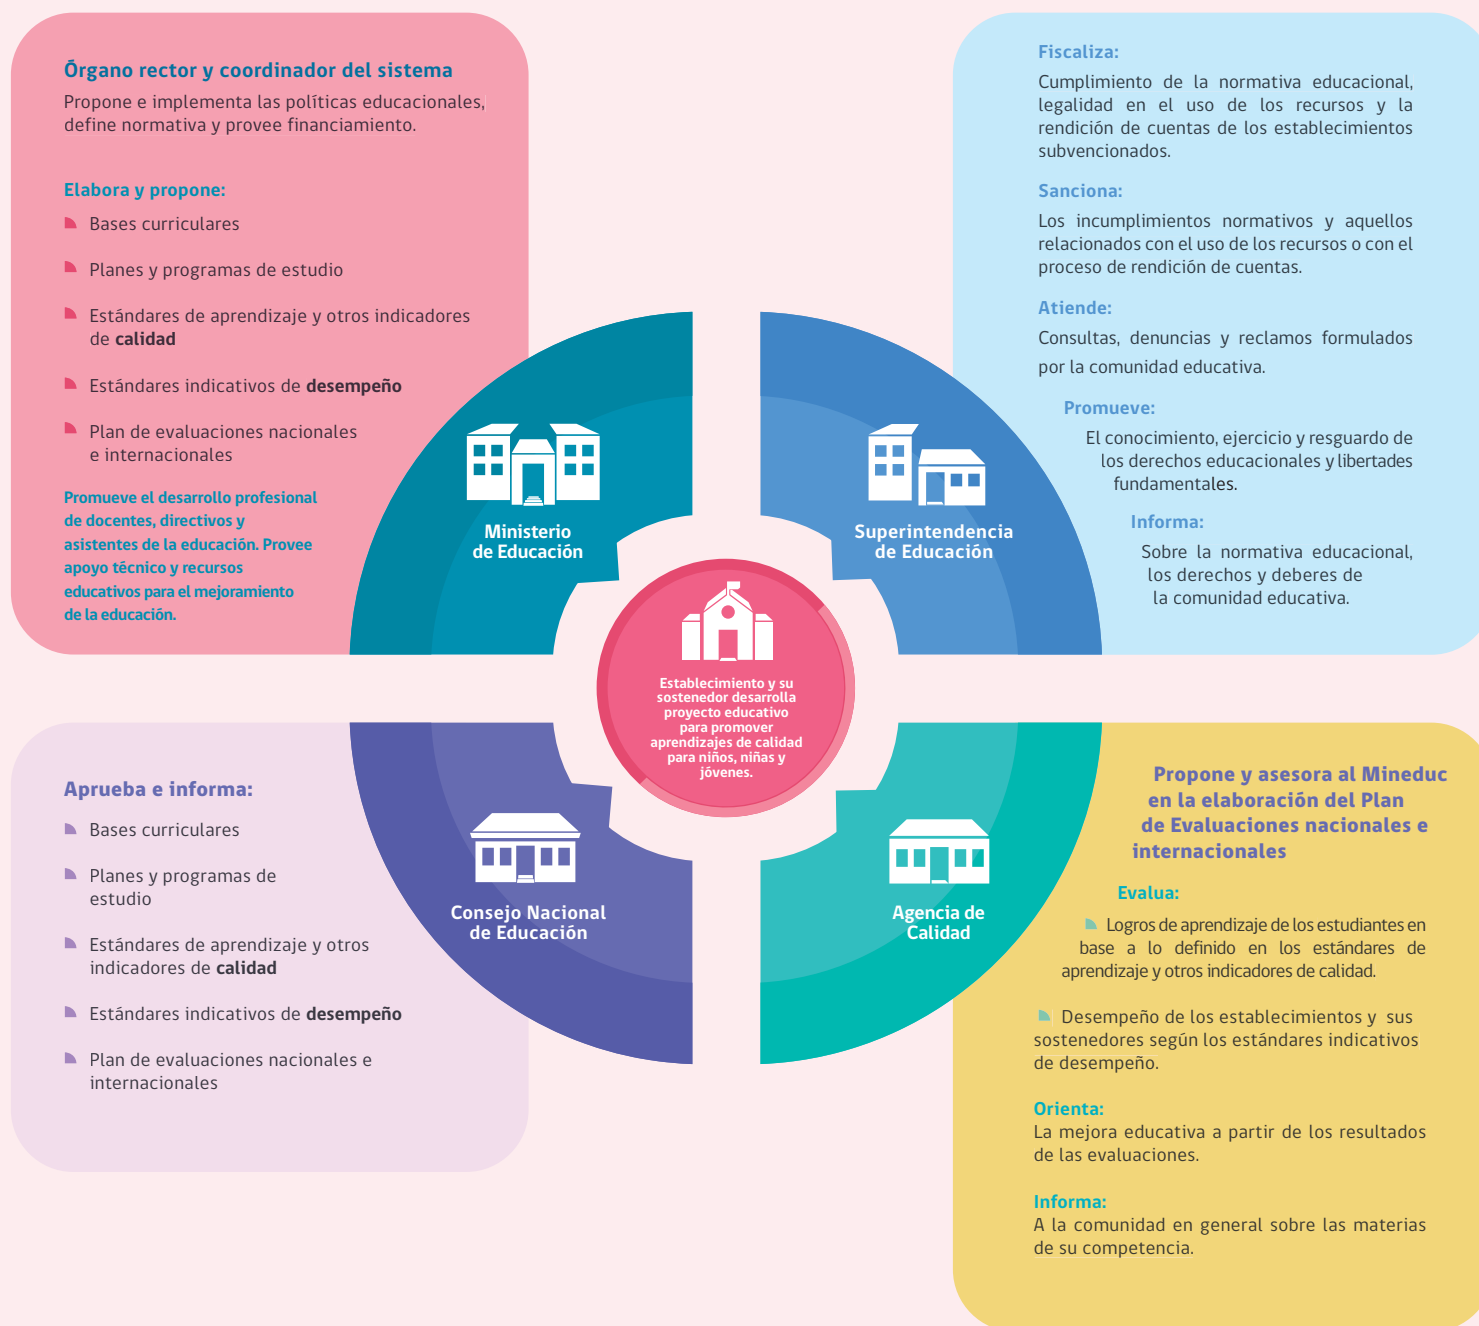 Órgano rector y coordinador del sistema
Propone e implementa las políticas educacionales,
define normativa y provee financiamiento.
Elabora y propone:
Bases curriculares
Planes y programas de estudio
Estándares de aprendizaje y otros indicadores
de calidad
Estándares indicativos de desempeño
Plan de evaluaciones nacionales
e internacionales
Promueve el desarrollo profesional
de docentes, directivos y
asistentes de la educación. Provee
apoyo técnico y recursos
educativos para el mejoramiento
de la educación.
Ministerio
de Educación
Fiscaliza:
Cumplimiento de la normativa educacional,
legalidad en el uso de los recursos y la
rendición de cuentas de los establecimientos
subvencionados.
Sanciona:
Los incumplimientos normativos y aquellos
relacionados con el uso de los recursos o con el
proceso de rendición de cuentas.
Atiende:
Consultas, denuncias y reclamos formulados
por la comunidad educativa.
Promueve:
El conocimiento, ejercicio y resguardo de
los derechos educacionales y libertades
fundamentales.
Informa:
Sobre la normativa educacional,
los derechos y deberes de
la comunidad educativa.
Superintendencia
de Educación
Establecimiento y su
sostenedor desarrolla
proyecto educativo
para promover
aprendizajes de calidad
para niños, niñas y
jóvenes.
Aprueba e informa:
Bases curriculares
Planes y programas de
estudio
Estándares de aprendizaje y otros
indicadores de calidad
Estándares indicativos de desempeño
Plan de evaluaciones nacionales e
internacionales
Consejo Nacional
de Educación
Agencia de
Calidad
Propone y asesora al Mineduc
en la elaboración del Plan
de Evaluaciones nacionales e
internacionales
Evalua:
Logros de aprendizaje de los estudiantes en
base a lo definido en los estándares de
aprendizaje y otros indicadores de calidad.
Desempeño de los establecimientos y sus
sostenedores según los estándares indicativos
de desempeño.
Orienta:
La mejora educativa a partir de los resultados
de las evaluaciones.
Informa:
A la comunidad en general sobre las materias
de su competencia.